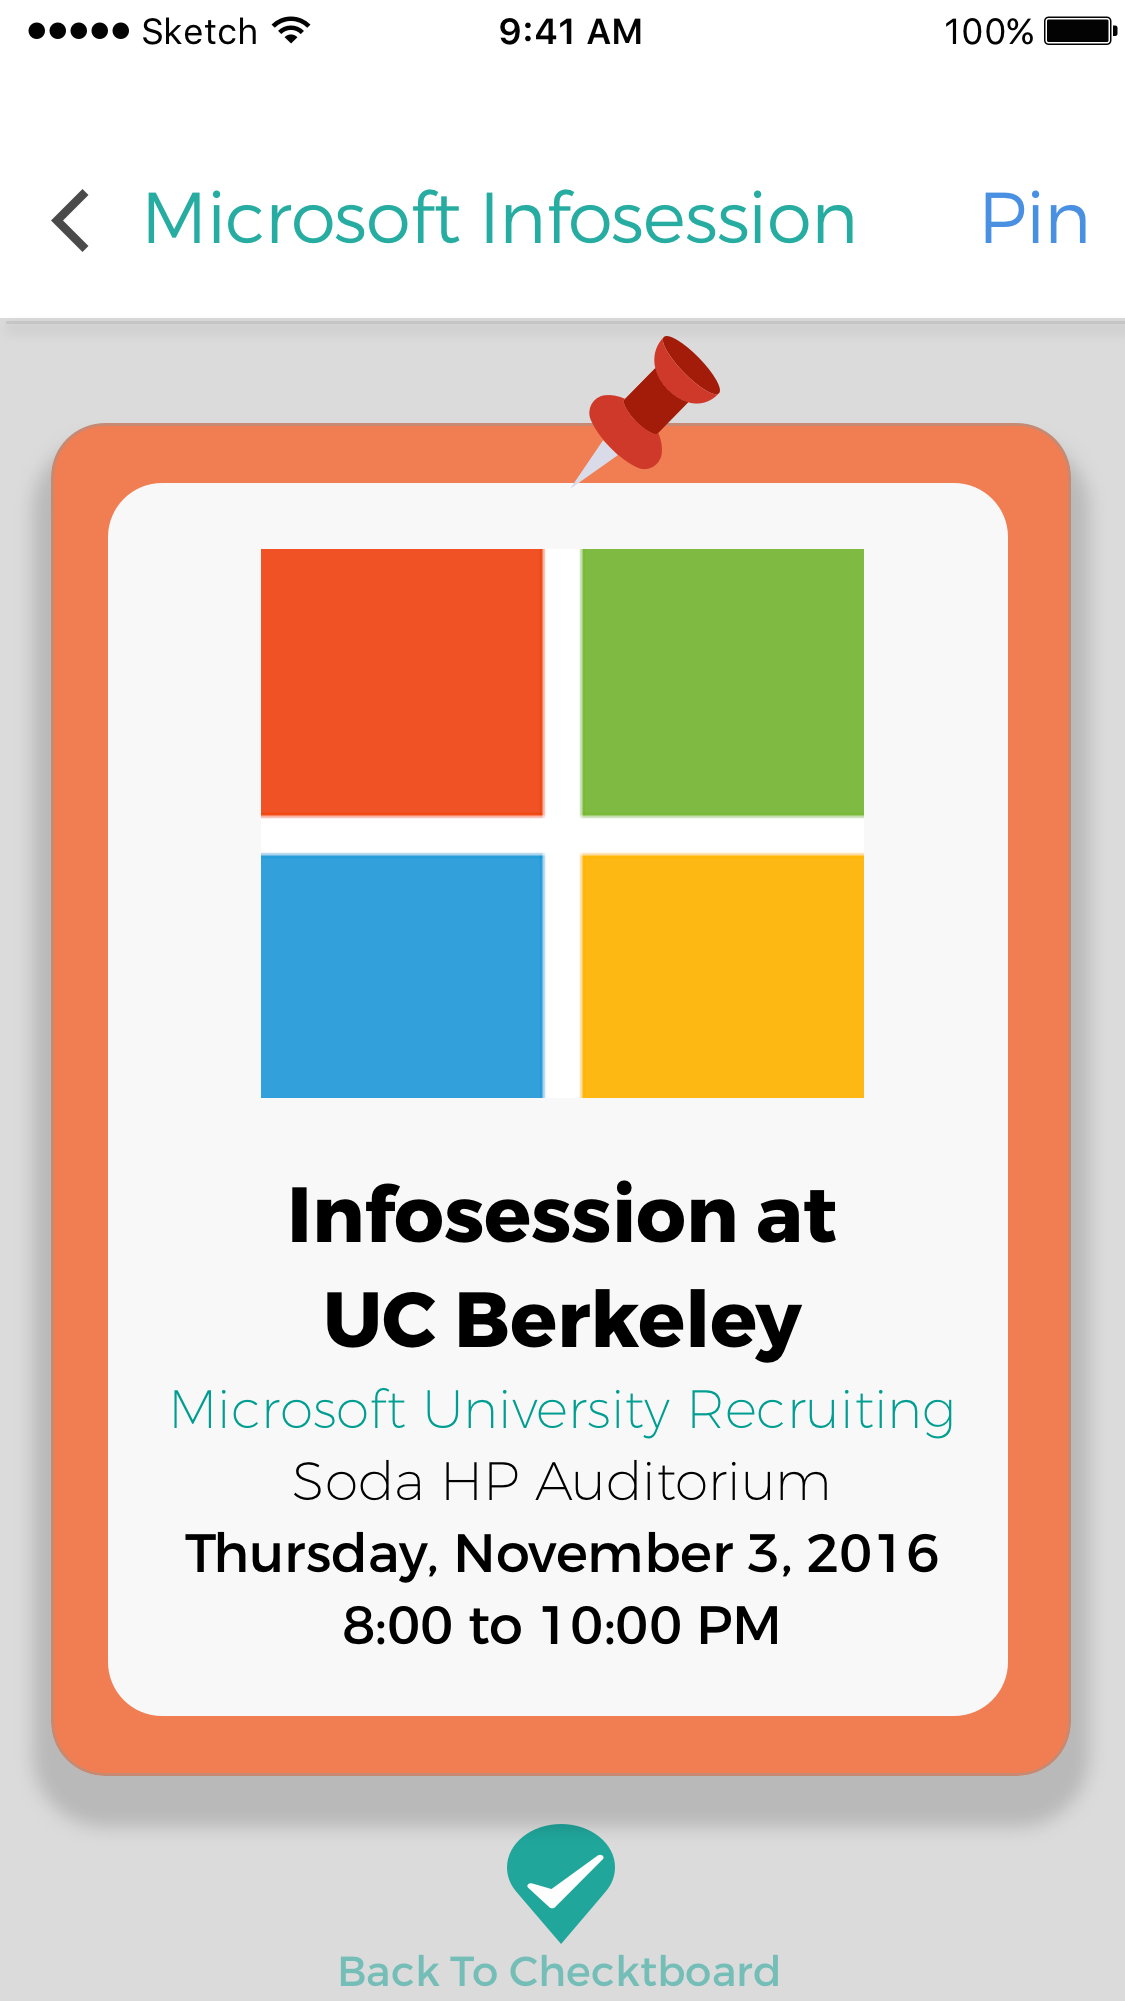 Sketch 9:41 AM 100%
Microsoft Infosession Pin
Infosession at
UC Berkeley
Microsoft University Recruiting
Soda HP Auditorium
Thursday, November 3, 2016
8:00 to 10:00 PM
Back To Checktboard